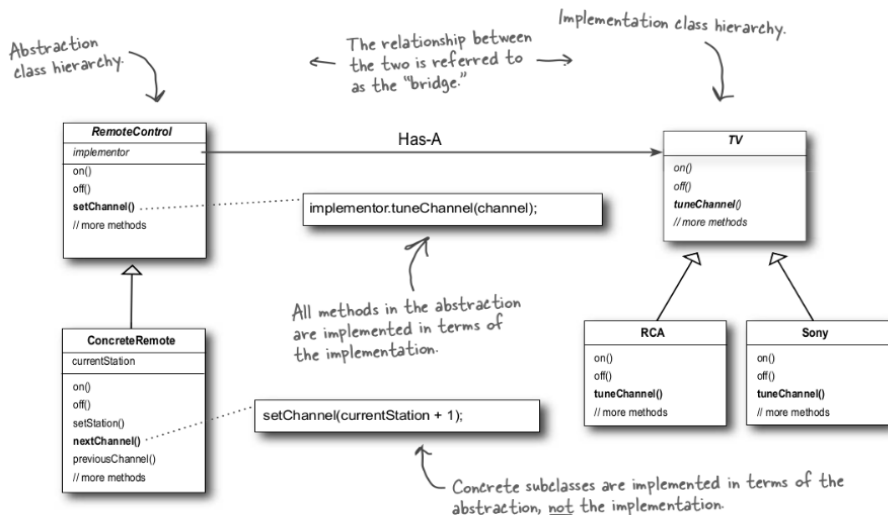 Abstraction
class hierarchy.
The relationship between
the two is referred to
as the "bridge."
Implementation class hierarchy.
RemoteControl
implementor
on()
off()
setChannel()
// more methods
Has-A
TV
on()
off()
tuneChannel()
// more methods
implementor.tuneChannel(channel);
All methods in the abstraction
are implemented in terms of
the implementation.
ConcreteRemote
currentStation
on()
off()
setStation()
nextChannel()
previousChannel()
// more methods
setChannel(currentStation + 1);
RCA
on()
off()
tuneChannel()
// more methods
Sony
on()
off()
tuneChannel()
// more methods
Concrete subclasses are implemented in terms of the
abstraction, not the implementation.